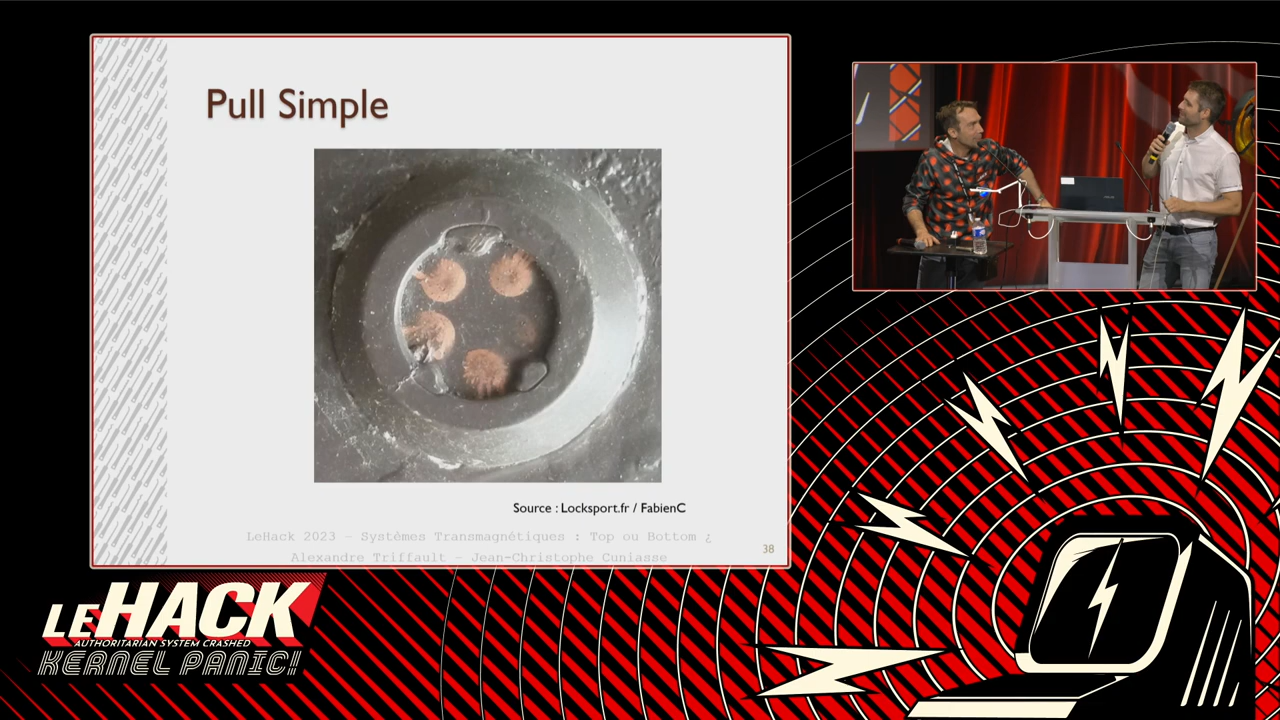 Pull Simple
Source : Locksport.fr / FabienC
LeHack 2023 – Systèmes Transmagnétiques : Top ou Bottom ¿
Alexandre Triffault – Jean-Christophe Cuniasse
38
LEHACK
AUTHORITARIAN SYSTEM CRASHED
KERNEL PANIC!